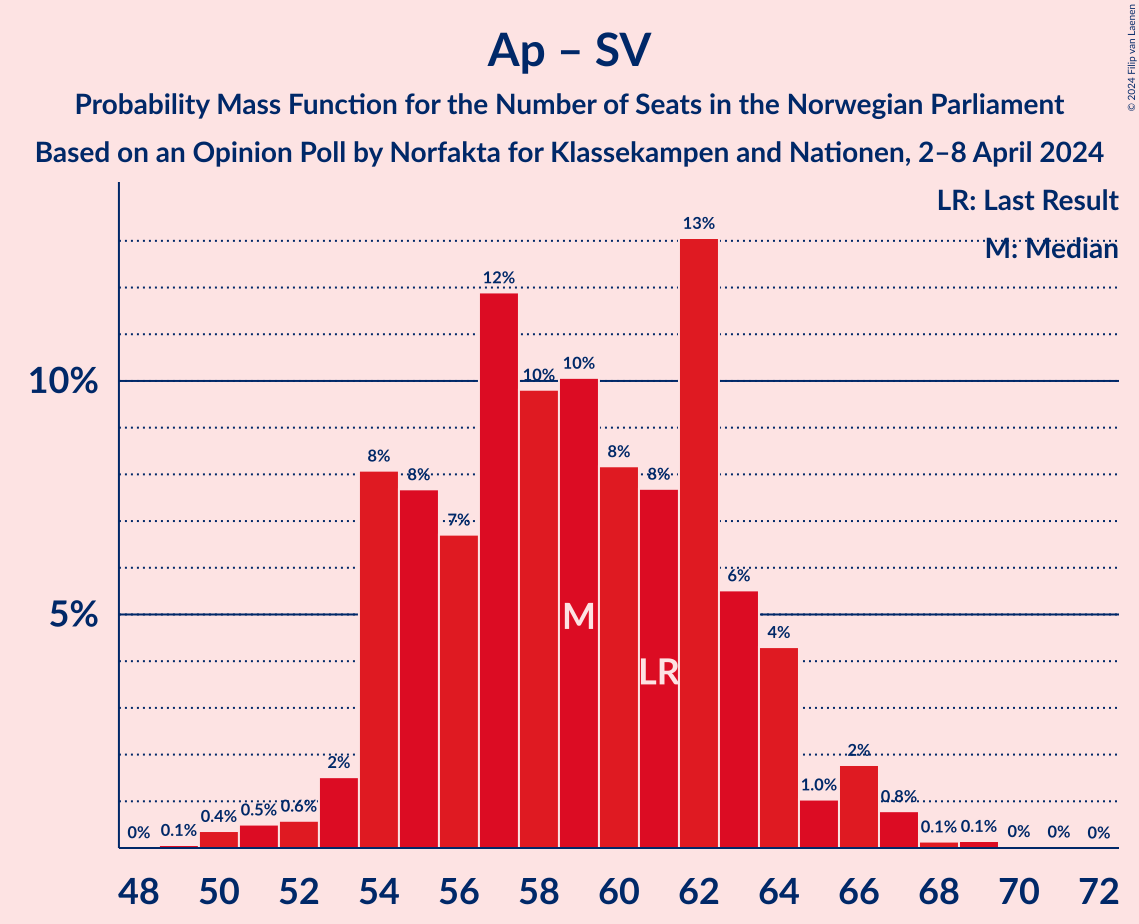 Ap – SV
Probability Mass Function for the Number of Seats in the Norwegian Parliament
Based on an Opinion Poll by Norfakta for Klassekampen and Nationen, 2–8 April 2024
© 2024 Filip van Laenen
LR: Last Result
M: Median
10%
5%
0% 0.1% 0.4% 0.5% 0.6% 2% 8% 8% 7% 12% 10% 10% 8% 8% 13% 6% 4% 1.0% 2% 0.8% 0.1% 0.1% 0% 0% 0%
M
LR
48 50 52 54 56 58 60 62 64 66 68 70 72